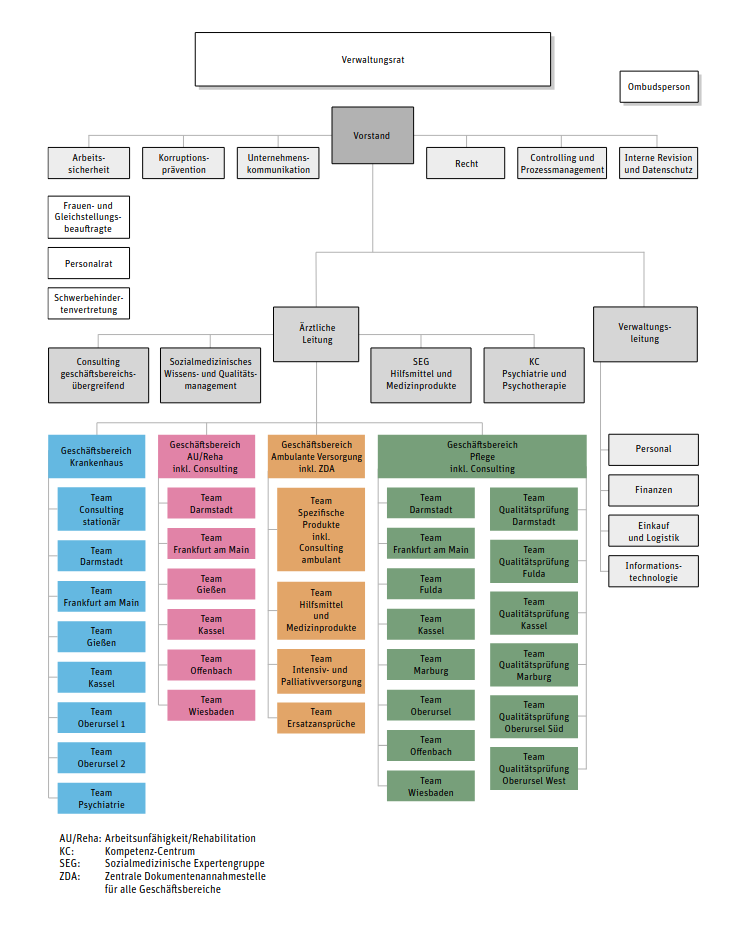 Verwaltungsrat
Ombudsperson
Vorstand
Arbeits-
sicherheit
Korruptions-
prävention
Unternehmens-
kommunikation
Recht
Controlling und
Prozessmanagement
Interne Revision
und Datenschutz
Frauen- und
Gleichstellungs-
beauftragte
Personalrat
Schwerbehinder-
tenvertretung
Ärztliche
Leitung
Verwaltungs-
leitung
Consulting
geschäftsbereichs-
übergreifend
Sozialmedizinisches
Wissens- und Qualitäts-
management
SEG
Hilfsmittel und
Medizinprodukte
KC
Psychiatrie und
Psychotherapie
Geschäftsbereich
Krankenhaus
Team
Consulting
stationär
Team
Darmstadt
Team
Frankfurt am Main
Team
Gießen
Team
Kassel
Team
Oberursel 1
Team
Oberursel 2
Team
Psychiatrie
Geschäftsbereich
AU/Reha
inkl. Consulting
Team
Darmstadt
Team
Frankfurt am Main
Team
Gießen
Team
Kassel
Team
Offenbach
Team
Wiesbaden
Geschäftsbereich
Ambulante Versorgung
inkl. ZDA
Team
Spezifische
Produkte
inkl.
Consulting
ambulant
Team
Hilfsmittel
und
Medizinprodukte
Team
Intensiv- und
Palliativversorgung
Team
Ersatzansprüche
Geschäftsbereich
Pflege
inkl. Consulting
Team
Darmstadt
Team
Frankfurt am Main
Team
Fulda
Team
Kassel
Team
Marburg
Team
Oberursel
Team
Offenbach
Team
Wiesbaden
Team
Qualitätsprüfung
Darmstadt
Team
Qualitätsprüfung
Fulda
Team
Qualitätsprüfung
Kassel
Team
Qualitätsprüfung
Marburg
Team
Qualitätsprüfung
Oberursel Süd
Team
Qualitätsprüfung
Oberursel West
Personal
Finanzen
Einkauf
und Logistik
Informations-
technologie
AU/Reha: Arbeitsunfähigkeit/Rehabilitation
KC: Kompetenz-Centrum
SEG: Sozialmedizinische Expertengruppe
ZDA: Zentrale Dokumentenannahmestelle
für alle Geschäftsbereiche